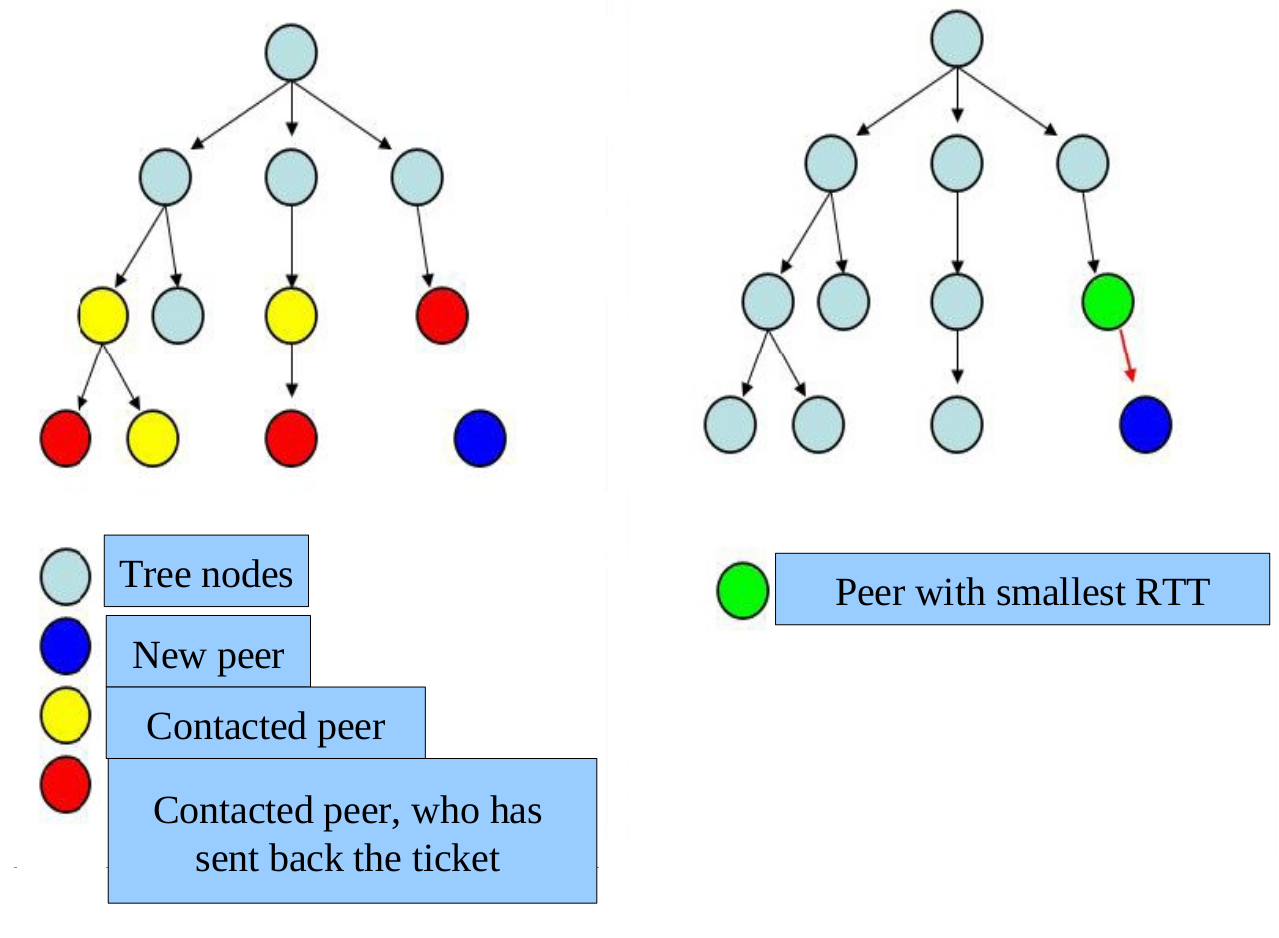 Tree nodes
New peer
Contacted peer
Contacted peer, who has
sent back the ticket
Peer with smallest RTT